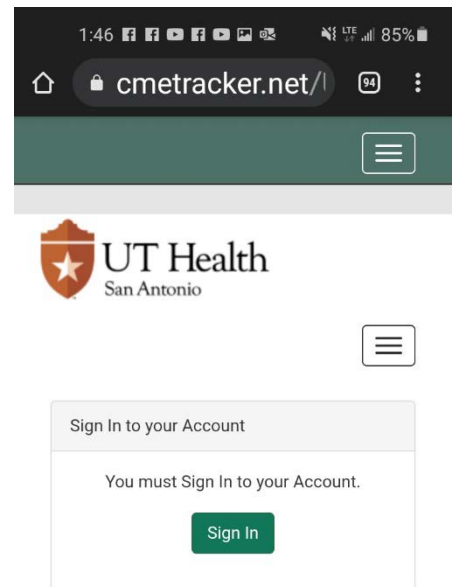 1:46 LTE 85%
cmetracker.net/ 94
UT Health
San Antonio
Sign In to your Account
You must Sign In to your Account.
Sign In